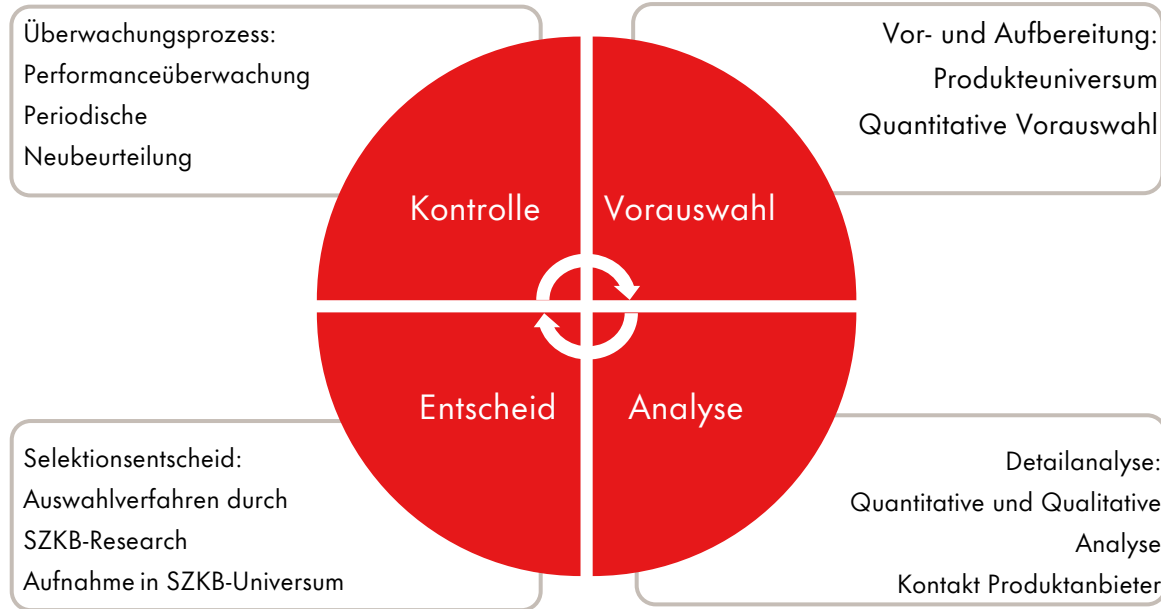 Überwachungsprozess:
Performanceüberwachung
Periodische
Neubeurteilung
Vor- und Aufbereitung:
Produkteuniversum
Quantitative Vorauswahl
Kontrolle
Vorauswahl
Entscheid
Analyse
Selektionsentscheid:
Auswahlverfahren durch
SZKB-Research
Aufnahme in SZKB-Universum
Detailanalyse:
Quantitative und Qualitative
Analyse
Kontakt Produktanbieter